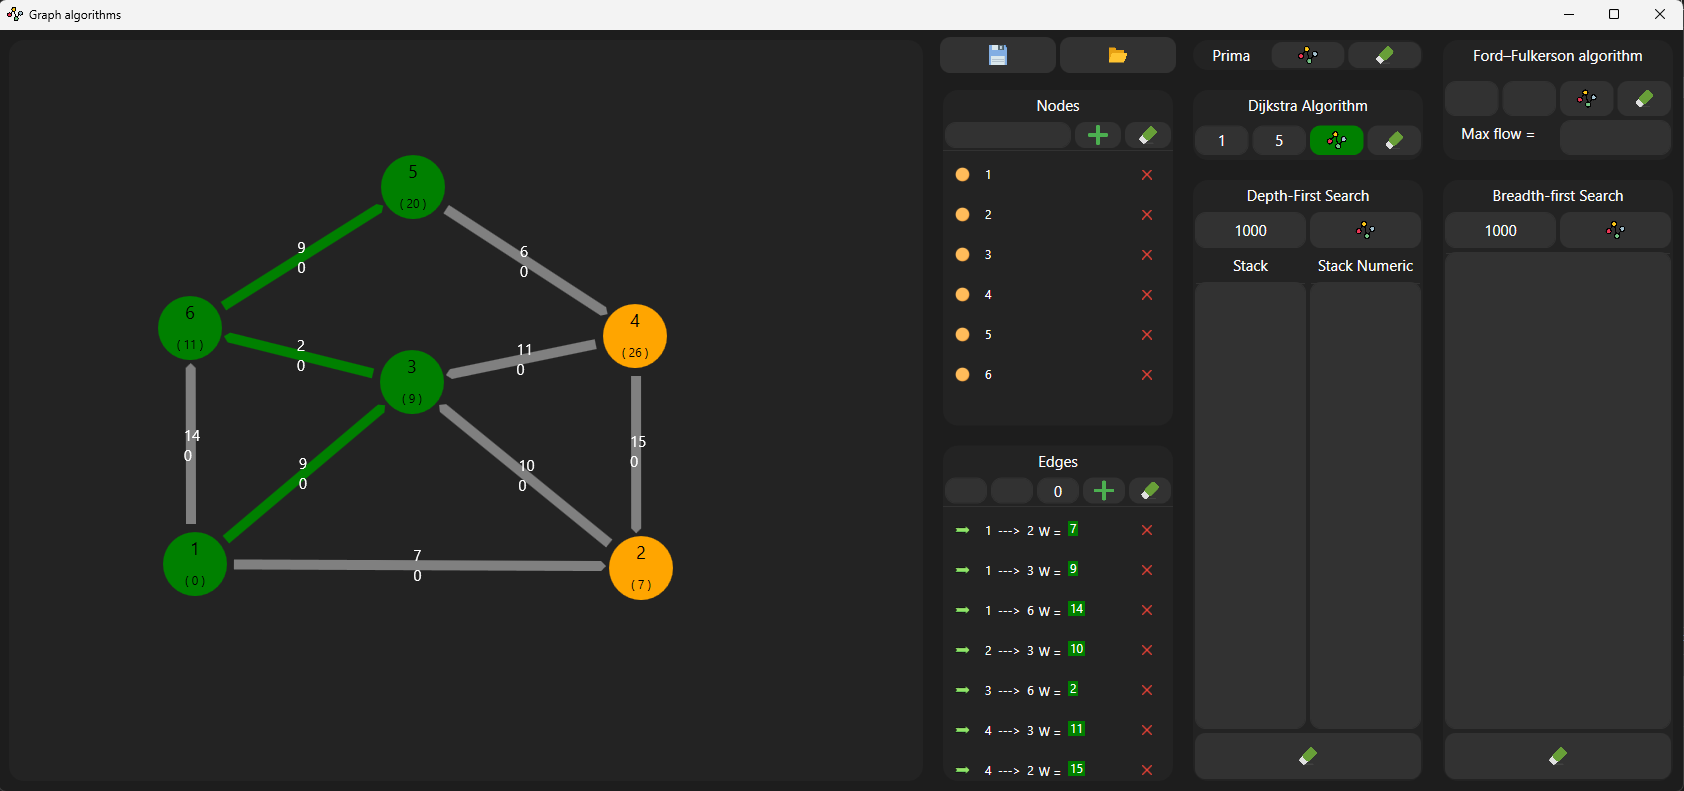 Graph algorithms
5
( 20 )
9
0
6
0
6
( 11 )
4
( 26 )
2
0
11
0
3
( 9 )
14
0
9
0
10
0
15
0
1
( 0 )
7
0
2
( 7 )
Nodes
1
2
3
4
5
6
Edges
0
1 ---> 2 W = 7
1 ---> 3 W = 9
1 ---> 6 W = 14
2 ---> 3 W = 10
3 ---> 6 W = 2
4 ---> 3 W = 11
4 ---> 2 W = 15
Prima
Dijkstra Algorithm
1 5
Depth-First Search
1000
Stack Stack Numeric
Ford–Fulkerson algorithm
Max flow =
Breadth-first Search
1000